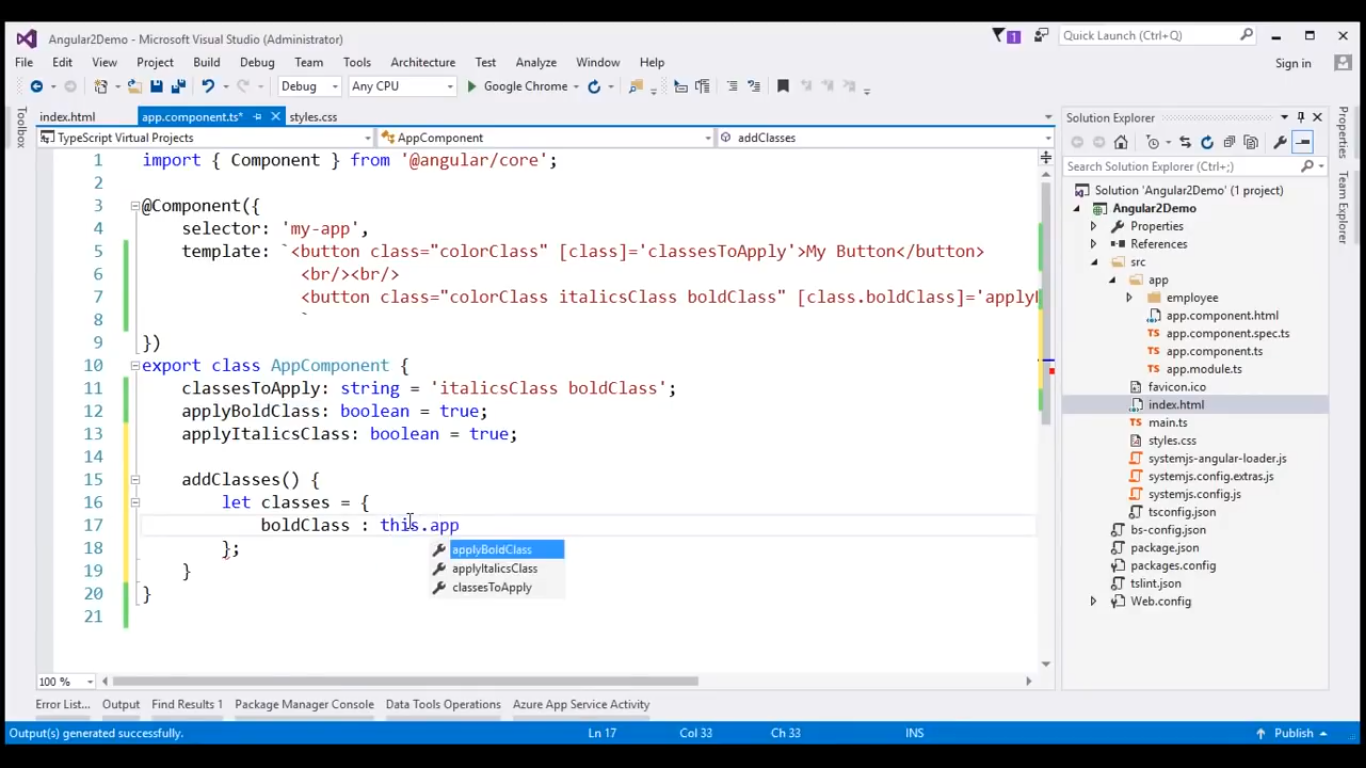 Angular2Demo - Microsoft Visual Studio (Administrator)
1
Quick Launch (Ctrl+Q)
File Edit View Project Build Debug Team Tools Architecture Test Analyze Window Help
Sign in
Debug Any CPU Google Chrome
Toolbox
index.html app.component.ts* styles.css
TypeScript Virtual Projects AppComponent addClasses
1 import { Component } from '@angular/core';
2
3 @Component({
4 selector: 'my-app',
5 template: `<button class="colorClass" [class]='classesToApply'>My Button</button>
6 <br/><br/>
7 <button class="colorClass italicsClass boldClass" [class.boldClass]='apply
8 `
9 })
10 export class AppComponent {
11 classesToApply: string = 'italicsClass boldClass';
12 applyBoldClass: boolean = true;
13 applyItalicsClass: boolean = true;
14
15 addClasses() {
16 let classes = {
17 boldClass : this.app
18 };
19 }
20 }
21
applyBoldClass
applyItalicsClass
classesToApply
100 %
Solution Explorer
Search Solution Explorer (Ctrl+;)
Solution 'Angular2Demo' (1 project)
Angular2Demo
Properties
References
src
app
employee
app.component.html
app.component.spec.ts
app.component.ts
app.module.ts
favicon.ico
index.html
main.ts
styles.css
systemjs-angular-loader.js
systemjs.config.extras.js
systemjs.config.js
tsconfig.json
bs-config.json
package.json
packages.config
tslint.json
Web.config
Properties
Team Explorer
Error List... Output Find Results 1 Package Manager Console Data Tools Operations Azure App Service Activity
Output(s) generated successfully. Ln 17 Col 33 Ch 33 INS Publish